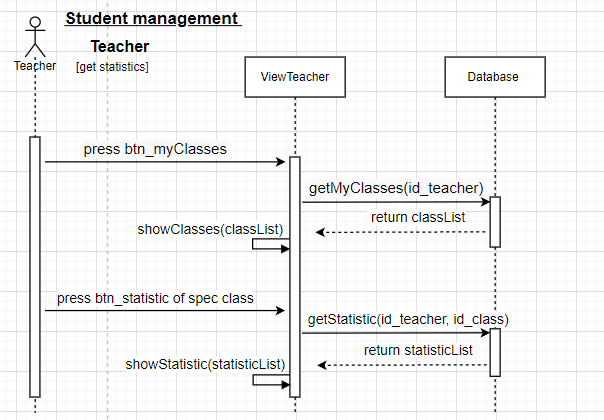 Student management
Teacher
[get statistics]
Teacher
ViewTeacher
Database
press btn_myClasses
getMyClasses(id_teacher)
return classList
showClasses(classList)
press btn_statistic of spec class
getStatistic(id_teacher, id_class)
return statisticList
showStatistic(statisticList)